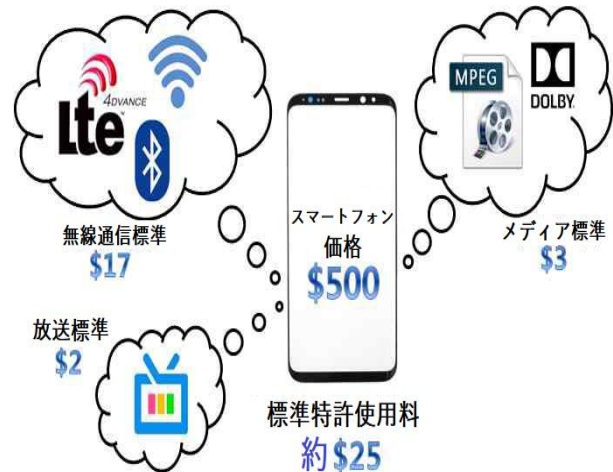 4DVANCE
Lte
MPEG
DOLBY
無線通信標準
$17
スマートフォン
価格
$500
メディア標準
$3
放送標準
$2
標準特許使用料
約$25